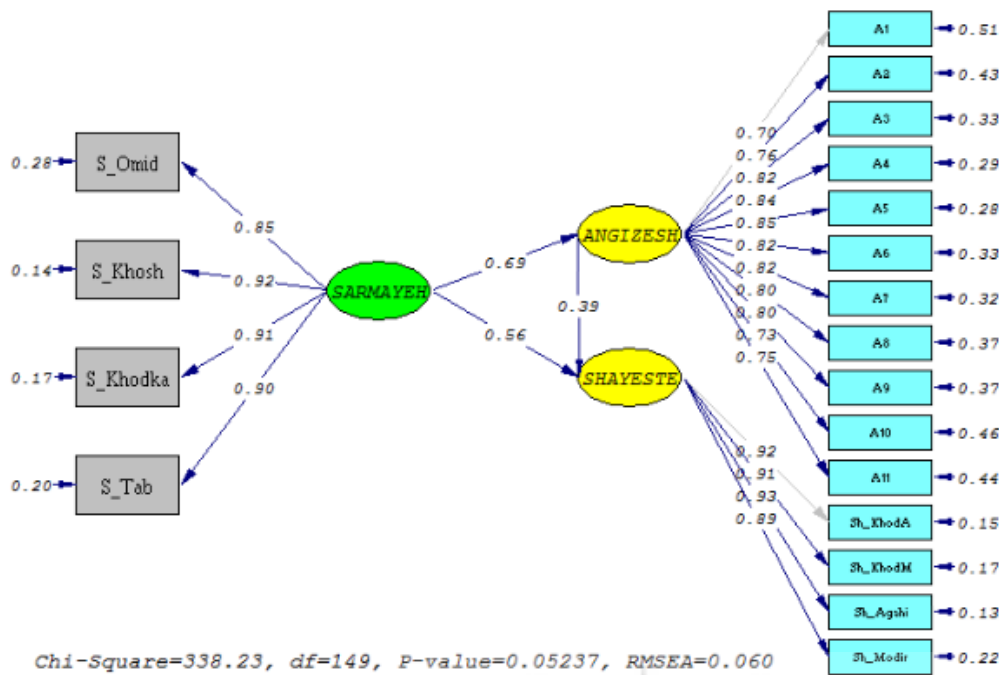 A1
0.51
A2
0.43
A3
0.33
A4
0.29
A5
0.28
A6
0.33
A7
0.32
A8
0.37
A9
0.37
A10
0.46
A11
0.44
Sh_KhodA
0.15
Sh_KhodM
0.17
Sh_Agahi
0.13
Sh_Modir
0.22
0.28
S_Omid
0.14
S_Khosh
0.17
S_Khodka
0.20
S_Tab
0.85
0.92
0.91
0.90
SARMAYEH
0.69
0.56
ANGIZESH
0.39
SHAYESTE
0.70
0.76
0.82
0.84
0.85
0.82
0.82
0.80
0.80
0.73
0.75
0.92
0.91
0.93
0.89
Chi-Square=338.23, df=149, P-value=0.05237, RMSEA=0.060